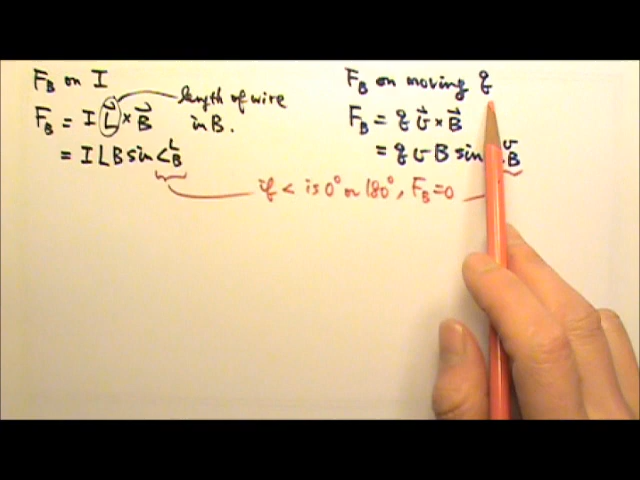 F_B on I
F_B = I L⃗ × B⃗
= I L B sin <^L_B
length of wire
in B.
F_B on moving q
F_B = q v⃗ × B⃗
= q v B sin ^v_B
if < is 0° or 180°, F_B = 0